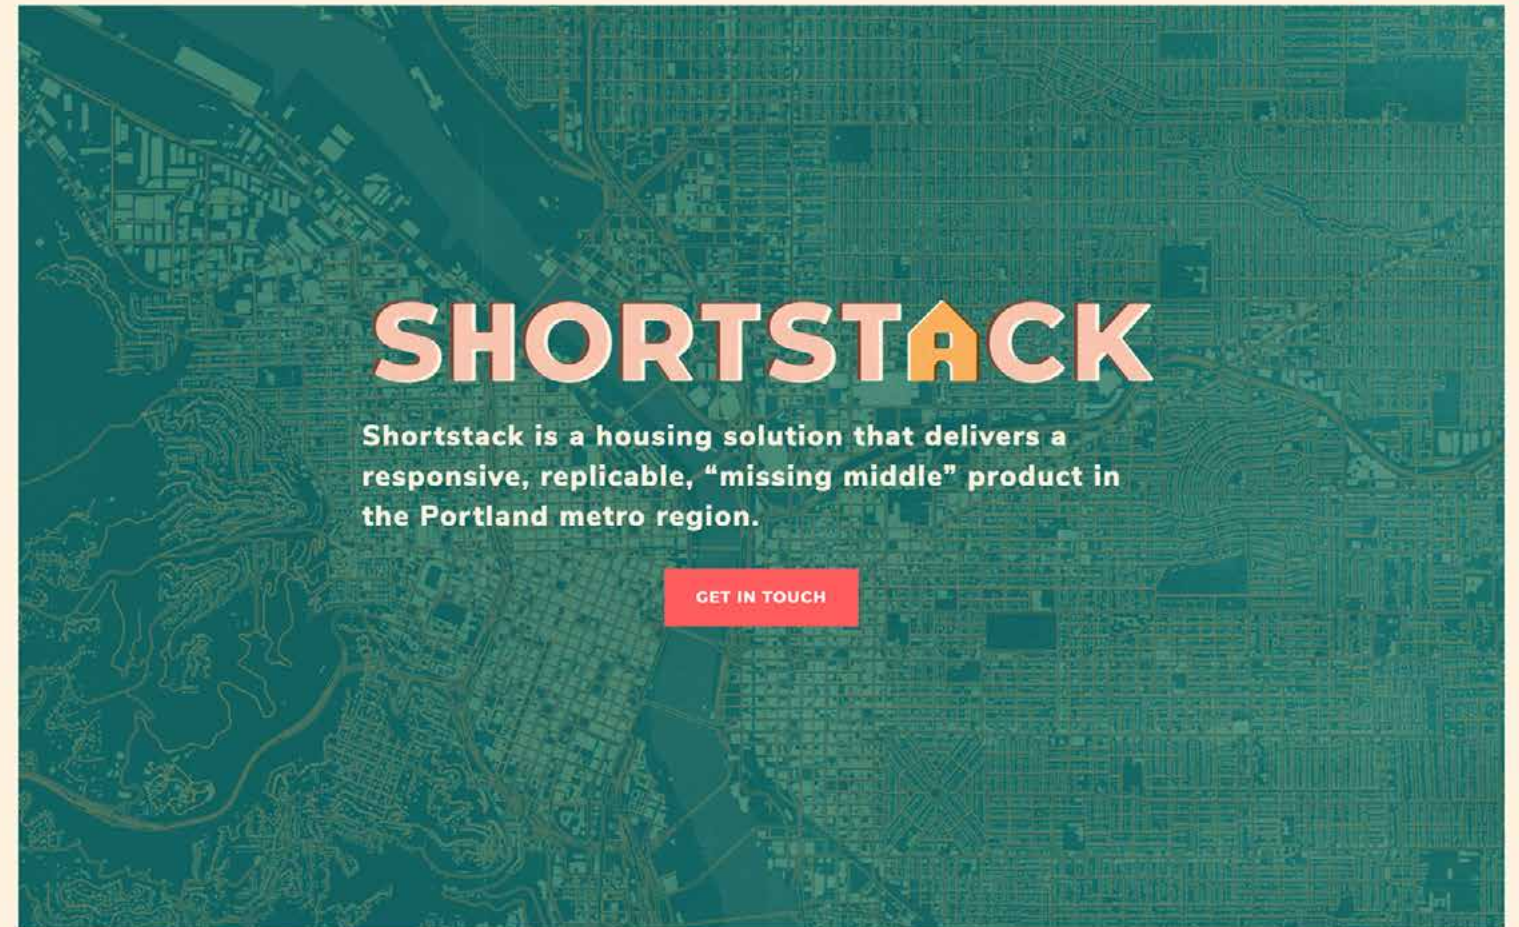 SHORTSTACK
Shortstack is a housing solution that delivers a
responsive, replicable, “missing middle” product in
the Portland metro region.
GET IN TOUCH